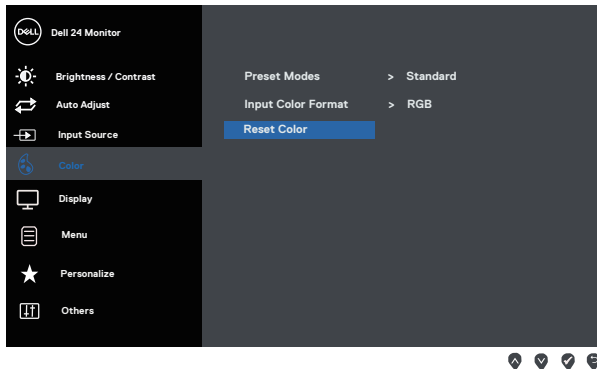 DELL Dell 24 Monitor
Brightness / Contrast
Auto Adjust
Input Source
Color
Display
Menu
Personalize
Others
Preset Modes > Standard
Input Color Format > RGB
Reset Color